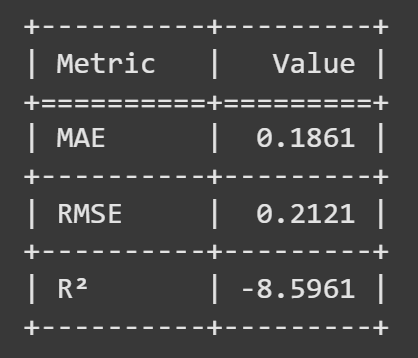 +----------+---------+
| Metric   |   Value |
+==========+=========+
| MAE      |  0.1861 |
+----------+---------+
| RMSE     |  0.2121 |
+----------+---------+
| R²       | -8.5961 |
+----------+---------+